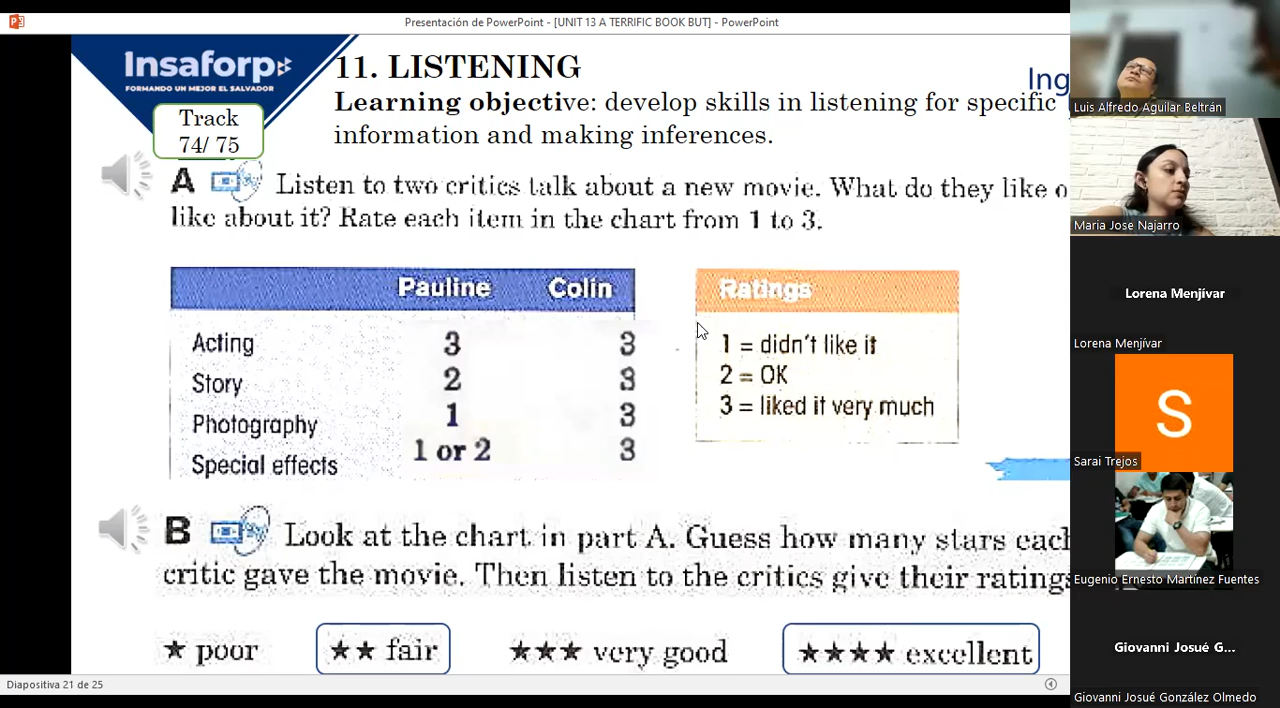 Presentación de PowerPoint - [UNIT 13 A TERRIFIC BOOK BUT] - PowerPoint
Insaforp
FORMANDO UN MEJOR EL SALVADOR
11. LISTENING
Ing
Learning objective: develop skills in listening for specific
information and making inferences.
Track
74/ 75
A Listen to two critics talk about a new movie. What do they like o
like about it? Rate each item in the chart from 1 to 3.
Pauline Colin
Acting 3 3
Story 2 3
Photography 1 3
Special effects 1 or 2 3
Ratings
1 = didn't like it
2 = OK
3 = liked it very much
B Look at the chart in part A. Guess how many stars each
critic gave the movie. Then listen to the critics give their ratings
★ poor ★★ fair ★★★ very good ★★★★ excellent
Diapositiva 21 de 25
Luis Alfredo Aguilar Beltrán
Maria Jose Najarro
Lorena Menjívar
Lorena Menjívar
S
Sarai Trejos
Eugenio Ernesto Martínez Fuentes
Giovanni Josué G...
Giovanni Josué González Olmedo